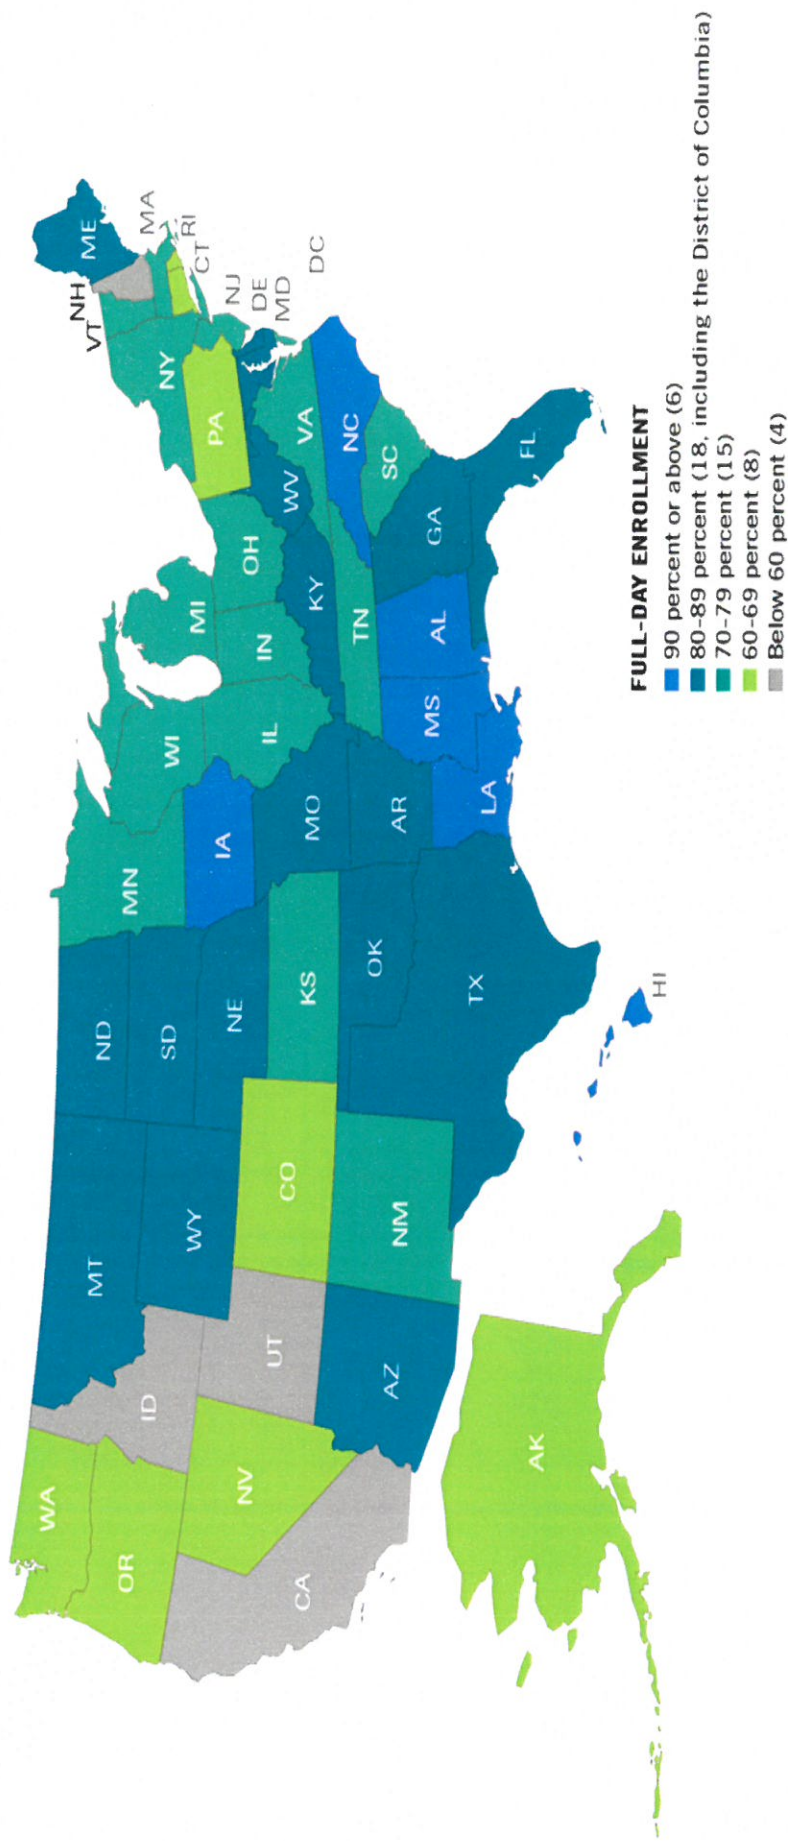 WA
OR
CA
NV
ID
MT
WY
UT
AZ
CO
NM
ND
SD
NE
KS
OK
TX
MN
IA
MO
AR
LA
WI
IL
MI
IN
OH
KY
TN
MS
AL
GA
FL
SC
NC
VA
WV
PA
NY
VT
NH
ME
MA
RI
CT
NJ
DE
MD
DC
AK
HI
FULL-DAY ENROLLMENT
90 percent or above (6)
80-89 percent (18, including the District of Columbia)
70-79 percent (15)
60-69 percent (8)
Below 60 percent (4)